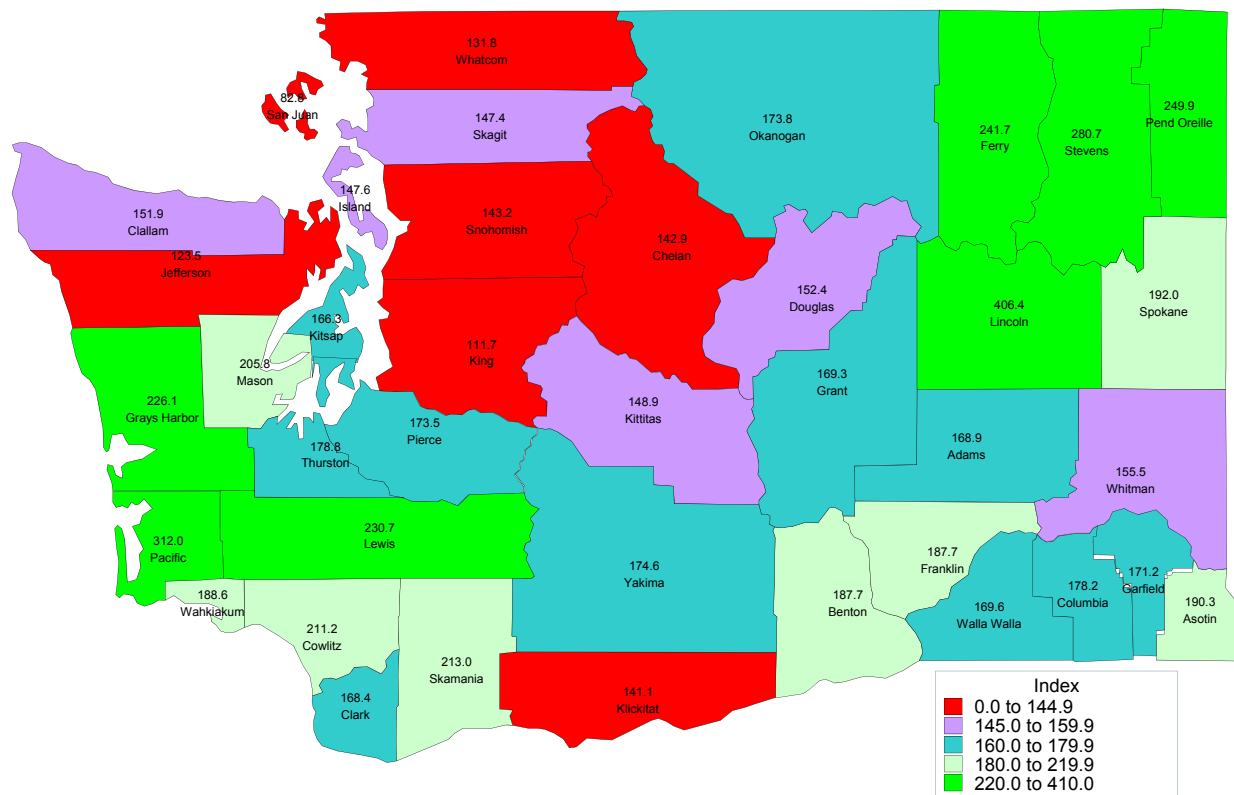 131.8
Whatcom
82.8
San Juan
147.4
Skagit
173.8
Okanogan
241.7
Ferry
280.7
Stevens
249.9
Pend Oreille
147.6
Island
151.9
Clallam
143.2
Snohomish
142.9
Chelan
123.5
Jefferson
152.4
Douglas
406.4
Lincoln
192.0
Spokane
166.3
Kitsap
111.7
King
205.8
Mason
169.3
Grant
226.1
Grays Harbor
148.9
Kittitas
173.5
Pierce
178.8
Thurston
168.9
Adams
155.5
Whitman
230.7
Lewis
312.0
Pacific
174.6
Yakima
187.7
Franklin
187.7
Benton
171.2
Garfield
178.2
Columbia
169.6
Walla Walla
190.3
Asotin
188.6
Wahkiakum
211.2
Cowlitz
213.0
Skamania
168.4
Clark
141.1
Klickitat
Index
0.0 to 144.9
145.0 to 159.9
160.0 to 179.9
180.0 to 219.9
220.0 to 410.0